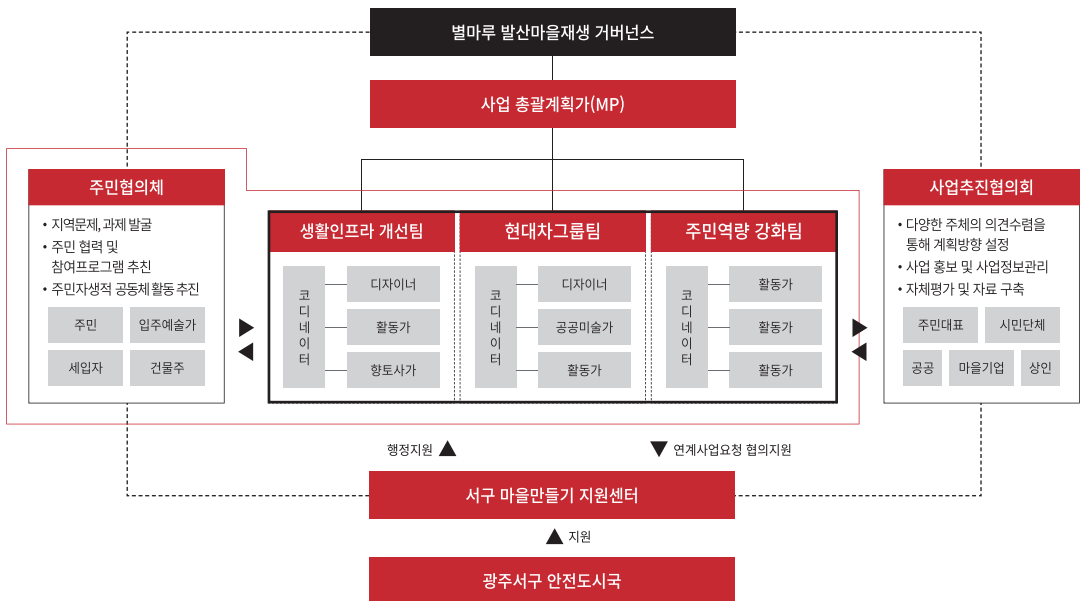 별마루 발산마을재생 거버넌스
사업 총괄계획가(MP)
주민협의체
• 지역문제, 과제 발굴
• 주민 협력 및
참여프로그램 추친
• 주민자생적 공동체 활동 추진
주민
입주예술가
세입자
건물주
생활인프라 개선팀
코디네이터
디자이너
활동가
향토사가
현대차그룹팀
코디네이터
디자이너
공공미술가
활동가
주민역량 강화팀
코디네이터
활동가
활동가
활동가
사업추진협의회
• 다양한 주체의 의견수렴을
통해 계획방향 설정
• 사업 홍보 및 사업정보관리
• 자체평가 및 자료 구축
주민대표
시민단체
공공
마을기업
상인
행정지원
연계사업요청 협의지원
서구 마을만들기 지원센터
지원
광주서구 안전도시국